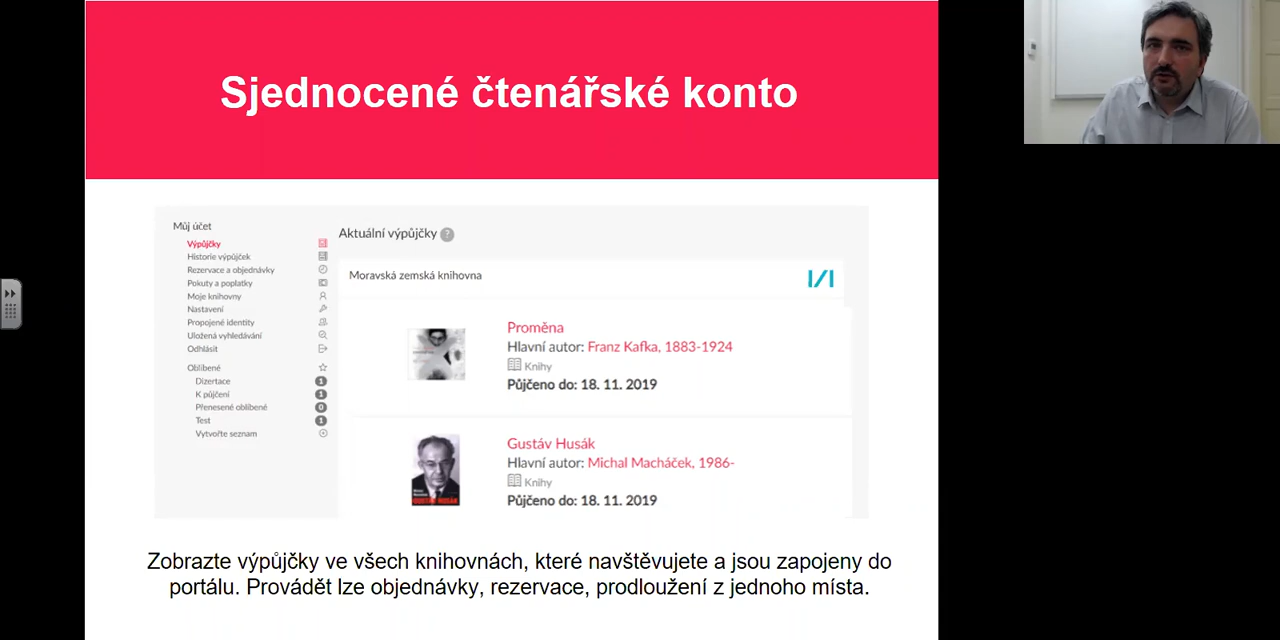 Sjednocené čtenářské konto
Můj účet
Výpůjčky
Historie výpůjček
Rezervace a objednávky
Pokuty a poplatky
Moje knihovny
Nastavení
Propojené identity
Uložená vyhledávání
Odhlásit
Oblíbené
Dizertace 1
K půjčení 1
Přenesené oblíbené 0
Test 1
Vytvořte seznam
Aktuální výpůjčky ?
Moravská zemská knihovna
Proměna
Hlavní autor: Franz Kafka, 1883-1924
Knihy
Půjčeno do: 18. 11. 2019
GUSTÁV HUSÁK
Gustáv Husák
Hlavní autor: Michal Macháček, 1986-
Knihy
Půjčeno do: 18. 11. 2019
Zobrazte výpůjčky ve všech knihovnách, které navštěvujete a jsou zapojeny do
portálu. Provádět lze objednávky, rezervace, prodloužení z jednoho místa.